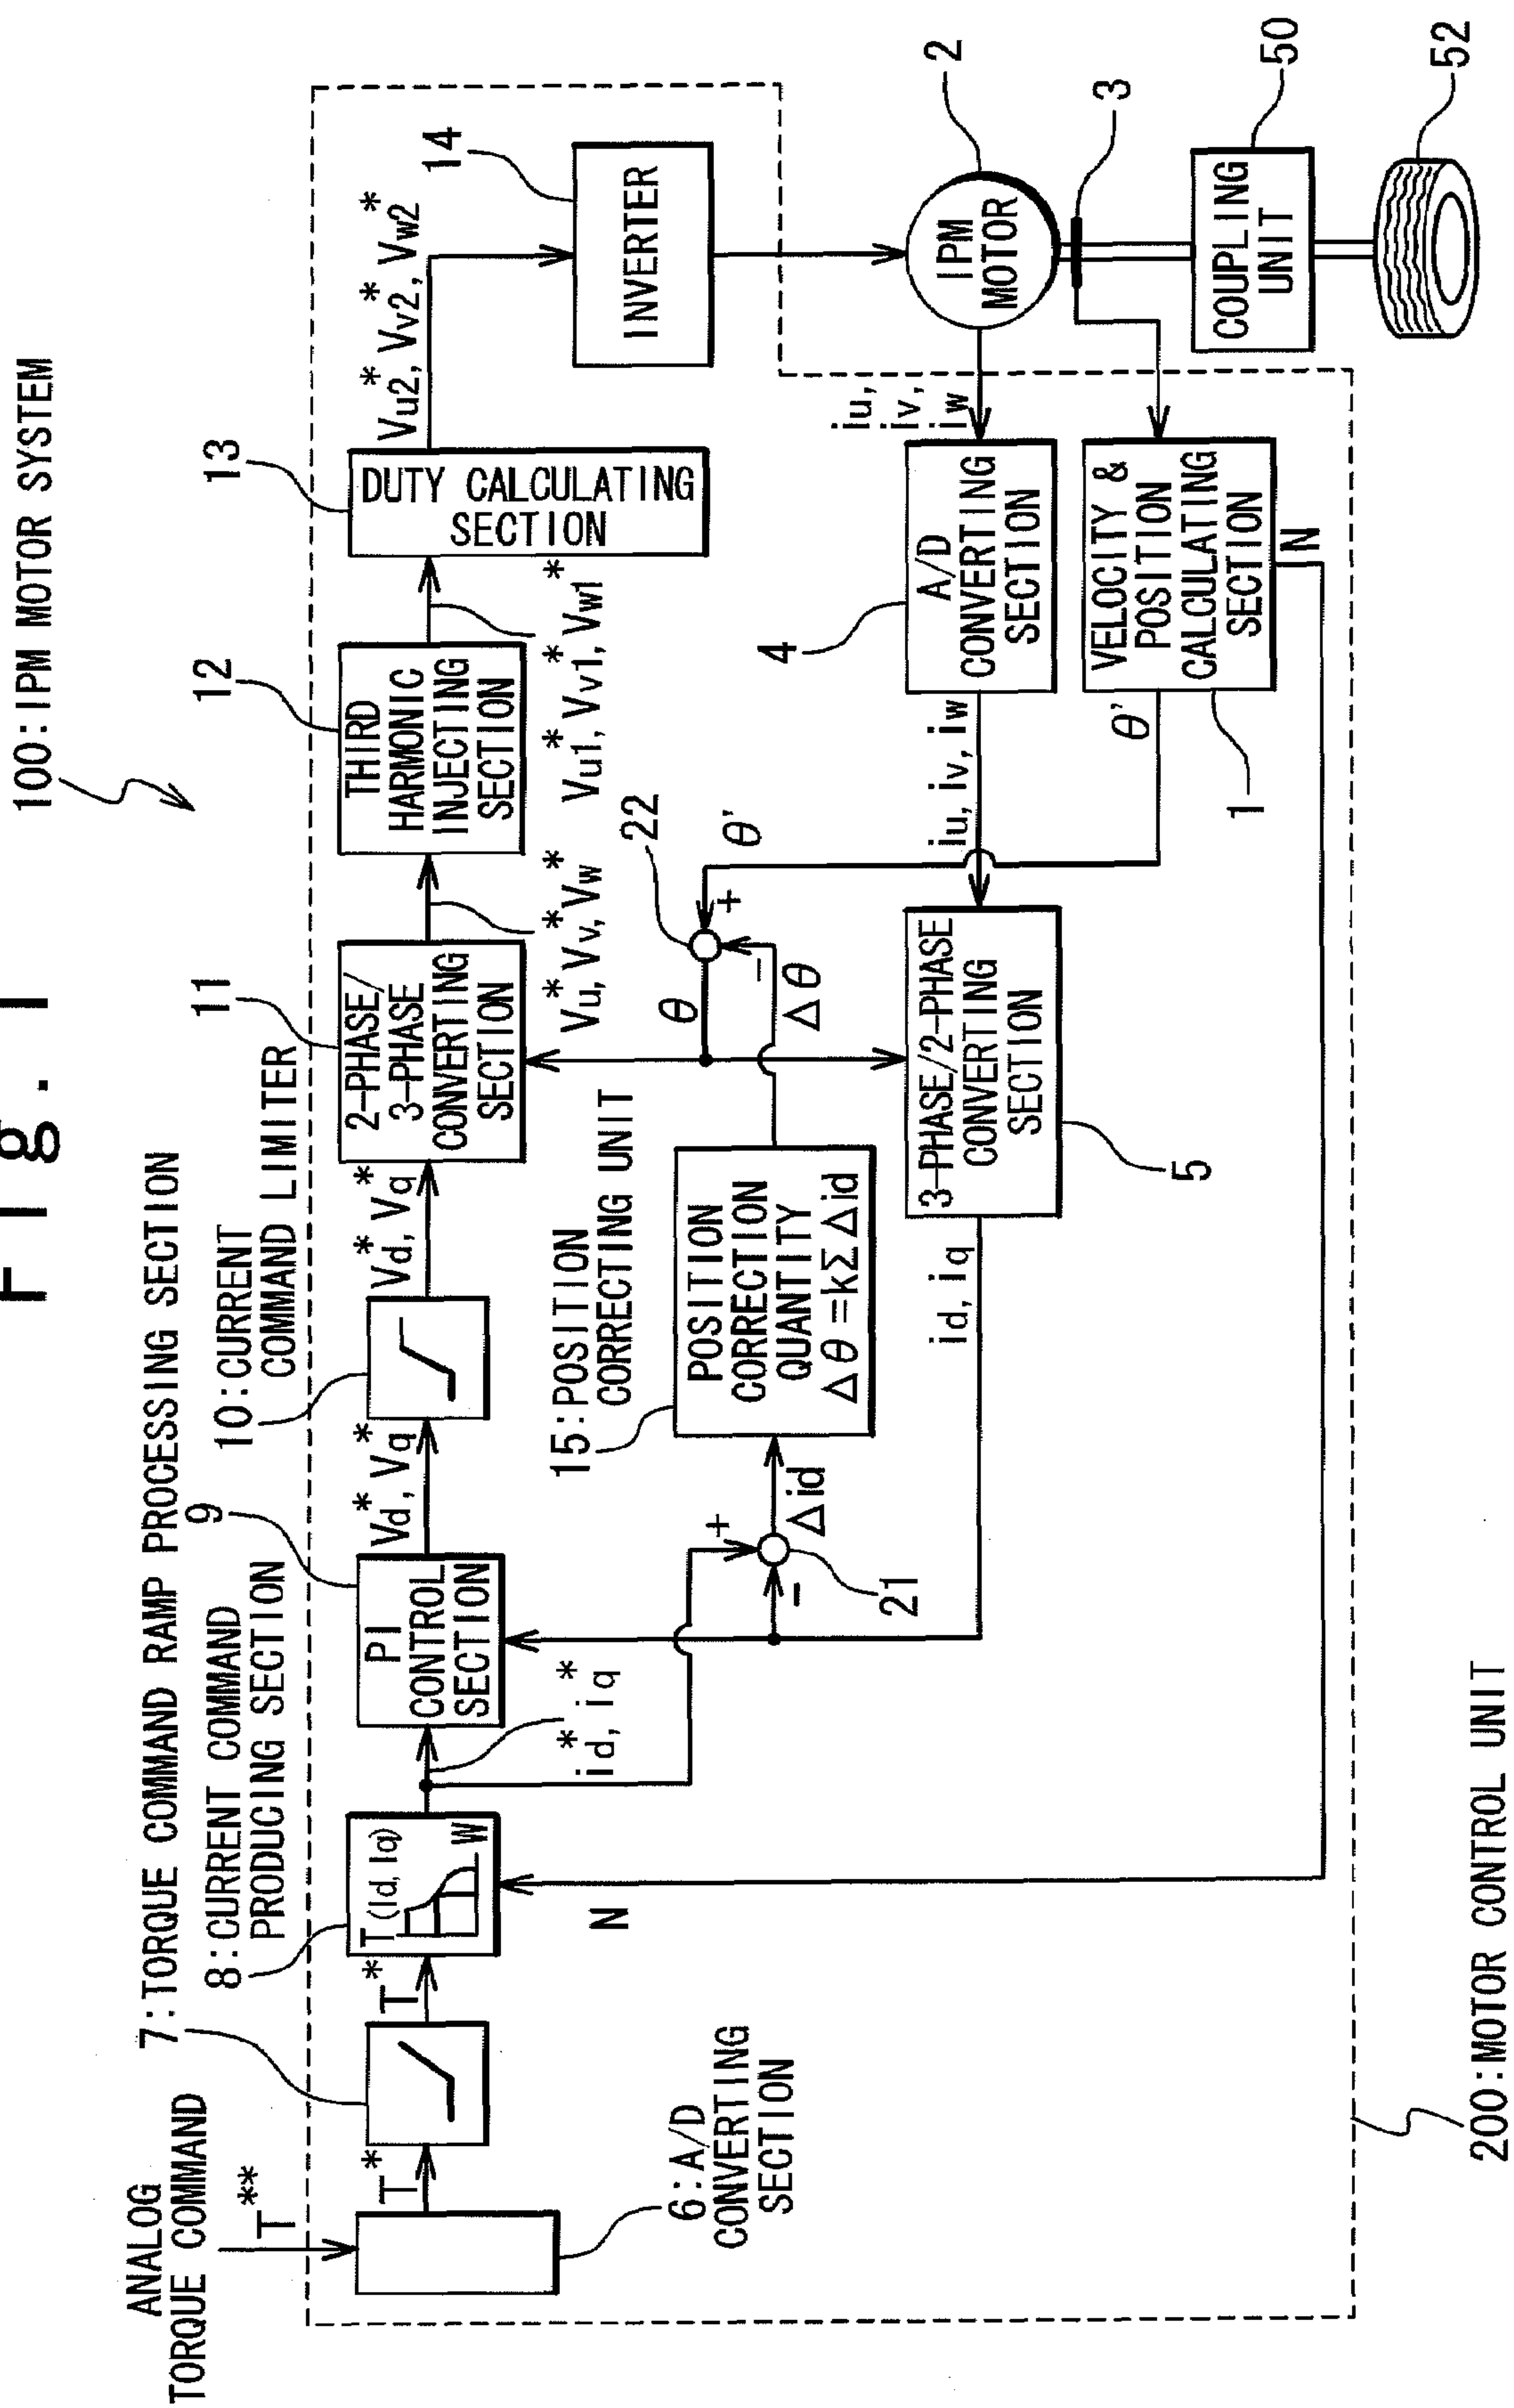 Fig. 1
100:IPM MOTOR SYSTEM
ANALOG
TORQUE COMMAND
T**
7:TORQUE COMMAND RAMP PROCESSING SECTION
8:CURRENT COMMAND
PRODUCING SECTION
9
10:CURRENT
COMMAND LIMITER
11
12
13
14
T*
T*
T(Id, Iq)
W
PI
CONTROL
SECTION
Vd*, Vq*
Vd*, Vq*
2-PHASE/
3-PHASE
CONVERTING
SECTION
THIRD
HARMONIC
INJECTING
SECTION
DUTY CALCULATING
SECTION
Vu2*, Vv2*, Vw2*
INVERTER
6:A/D
CONVERTING
SECTION
N
id*, iq*
Vu*, Vv*, Vw*
Vu1*, Vv1*, Vw1*
15:POSITION
CORRECTING UNIT
+
-
21
Δid
POSITION
CORRECTION
QUANTITY
Δθ=kΣΔid
θ
22
+
-
Δθ
θ'
id, iq
3-PHASE/2-PHASE
CONVERTING
SECTION
5
iu, iv, iw
4
A/D
CONVERTING
SECTION
iu,
iv,
iw
IPM
MOTOR
2
3
θ'
1
VELOCITY &
POSITION
CALCULATING
SECTION
N
COUPLING
UNIT
50
52
200:MOTOR CONTROL UNIT